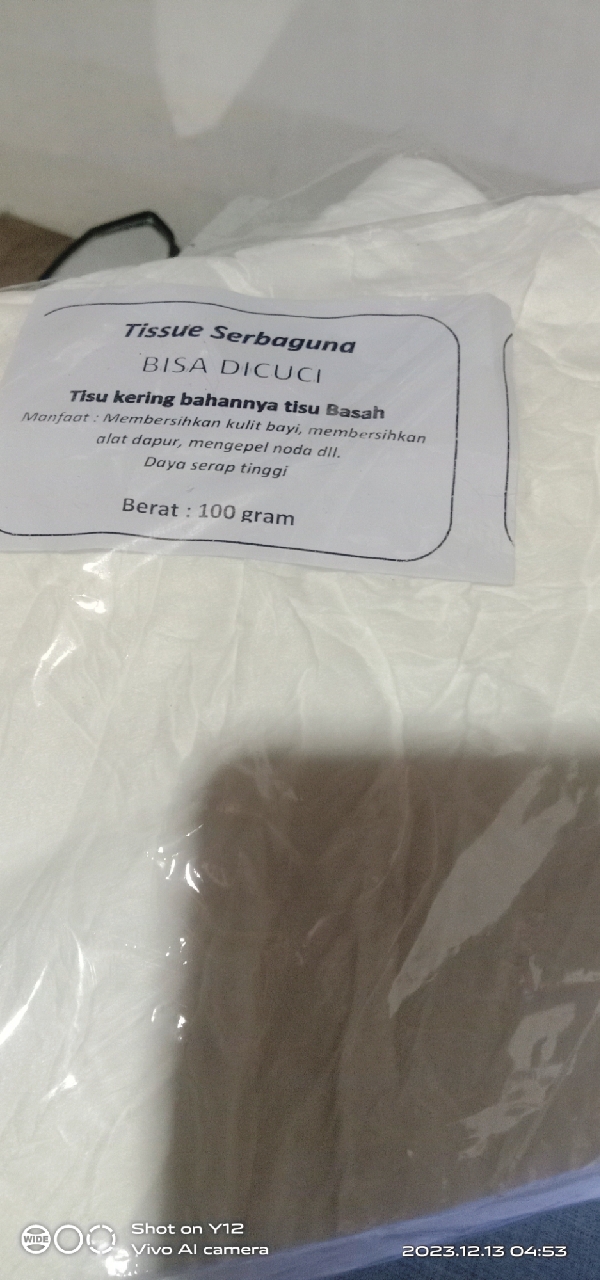 Tissue Serbaguna
BISA DICUCI
Tisu kering bahannya tisu Basah
Manfaat : Membersihkan kulit bayi, membersihkan
alat dapur, mengepel noda dll.
Daya serap tinggi
Berat : 100 gram
WIDE
Shot on Y12
Vivo AI camera
2023.12.13 04:53